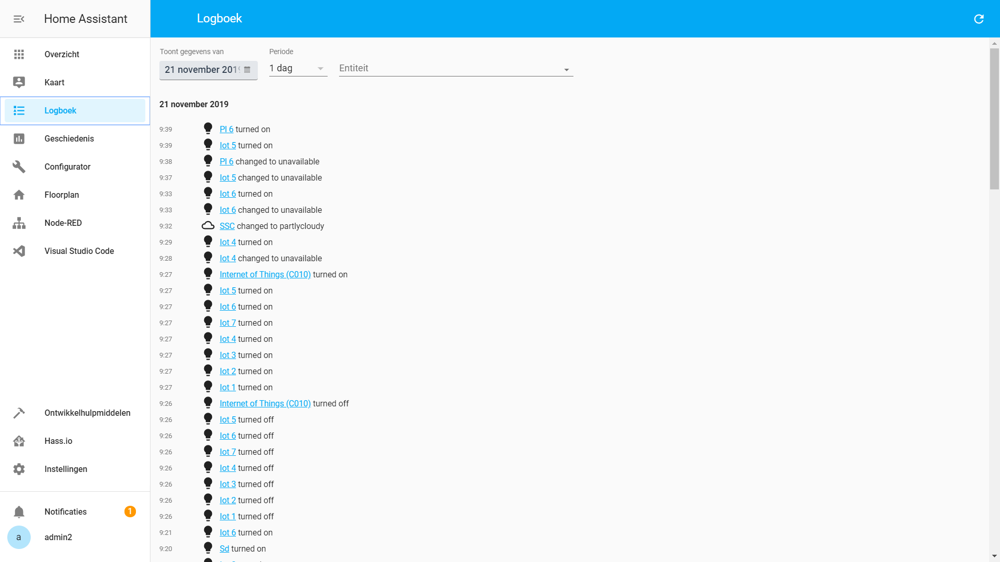 Home Assistant
Logboek
Overzicht
Kaart
Logboek
Geschiedenis
Configurator
Floorplan
Node-RED
Visual Studio Code
Ontwikkelhulpmiddelen
Hass.io
Instellingen
Notificaties 1
a admin2
Toont gegevens van
21 november 2019
Periode
1 dag
Entiteit
21 november 2019
9:39 Pl 6 turned on
9:39 Iot 5 turned on
9:38 Pl 6 changed to unavailable
9:37 Iot 5 changed to unavailable
9:33 Iot 6 turned on
9:33 Iot 6 changed to unavailable
9:32 SSC changed to partlycloudy
9:29 Iot 4 turned on
9:28 Iot 4 changed to unavailable
9:27 Internet of Things (C010) turned on
9:27 Iot 5 turned on
9:27 Iot 6 turned on
9:27 Iot 7 turned on
9:27 Iot 4 turned on
9:27 Iot 3 turned on
9:27 Iot 2 turned on
9:27 Iot 1 turned on
9:26 Internet of Things (C010) turned off
9:26 Iot 5 turned off
9:26 Iot 6 turned off
9:26 Iot 7 turned off
9:26 Iot 4 turned off
9:26 Iot 3 turned off
9:26 Iot 2 turned off
9:26 Iot 1 turned off
9:21 Iot 6 turned on
9:20 Sd turned on